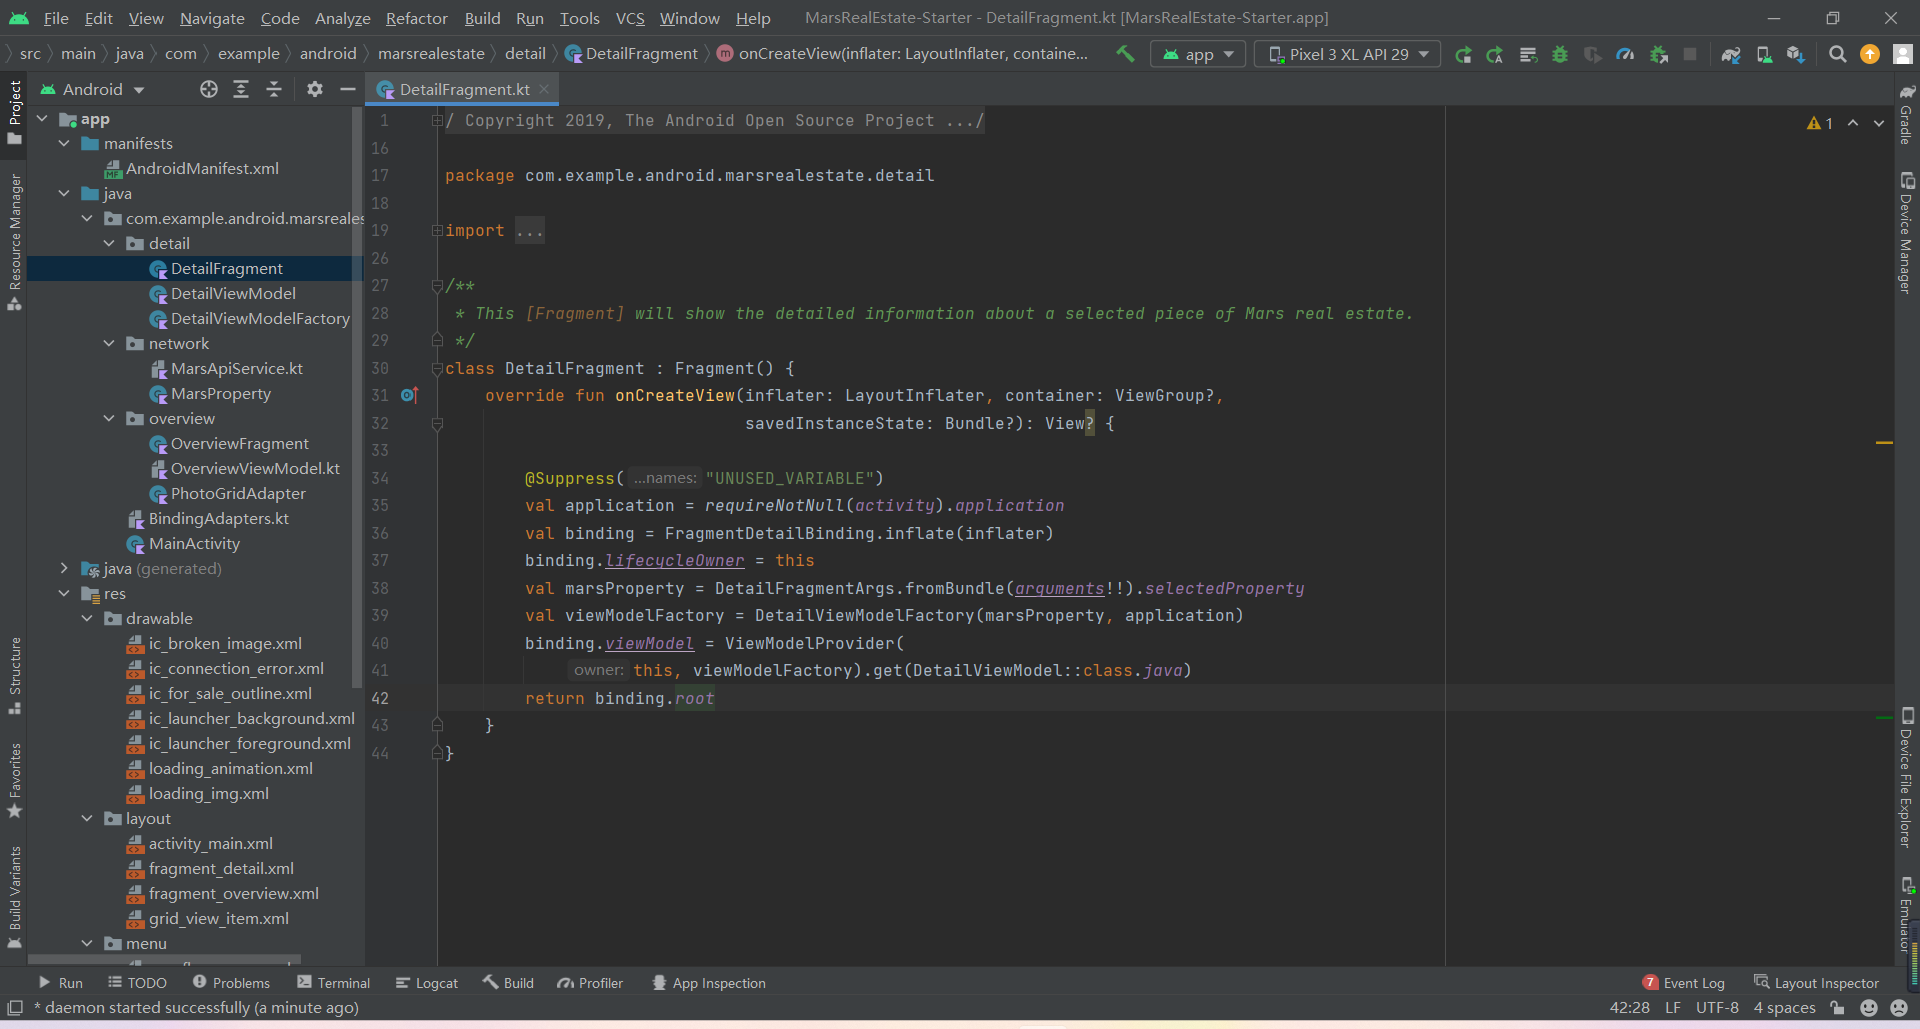 File Edit View Navigate Code Analyze Refactor Build Run Tools VCS Window Help MarsRealEstate-Starter - DetailFragment.kt [MarsRealEstate-Starter.app]
src main java com example android marsrealestate detail DetailFragment onCreateView(inflater: LayoutInflater, containe... app Pixel 3 XL API 29
Android
DetailFragment.kt
Project
Resource Manager
Structure
Favorites
Build Variants
app
manifests
AndroidManifest.xml
java
com.example.android.marsreales
detail
DetailFragment
DetailViewModel
DetailViewModelFactory
network
MarsApiService.kt
MarsProperty
overview
OverviewFragment
OverviewViewModel.kt
PhotoGridAdapter
BindingAdapters.kt
MainActivity
java (generated)
res
drawable
ic_broken_image.xml
ic_connection_error.xml
ic_for_sale_outline.xml
ic_launcher_background.xml
ic_launcher_foreground.xml
loading_animation.xml
loading_img.xml
layout
activity_main.xml
fragment_detail.xml
fragment_overview.xml
grid_view_item.xml
menu
1 / Copyright 2019, The Android Open Source Project .../
16
17 package com.example.android.marsrealestate.detail
18
19 import ...
26
27 /**
28 * This [Fragment] will show the detailed information about a selected piece of Mars real estate.
29 */
30 class DetailFragment : Fragment() {
31 override fun onCreateView(inflater: LayoutInflater, container: ViewGroup?,
32 savedInstanceState: Bundle?): View? {
33
34 @Suppress( ...names: "UNUSED_VARIABLE")
35 val application = requireNotNull(activity).application
36 val binding = FragmentDetailBinding.inflate(inflater)
37 binding.lifecycleOwner = this
38 val marsProperty = DetailFragmentArgs.fromBundle(arguments!!).selectedProperty
39 val viewModelFactory = DetailViewModelFactory(marsProperty, application)
40 binding.viewModel = ViewModelProvider(
41 owner: this, viewModelFactory).get(DetailViewModel::class.java)
42 return binding.root
43 }
44 }
1
Gradle
Device Manager
Device File Explorer
Emulator
Run TODO Problems Terminal Logcat Build Profiler App Inspection 7 Event Log Layout Inspector
* daemon started successfully (a minute ago) 42:28 LF UTF-8 4 spaces